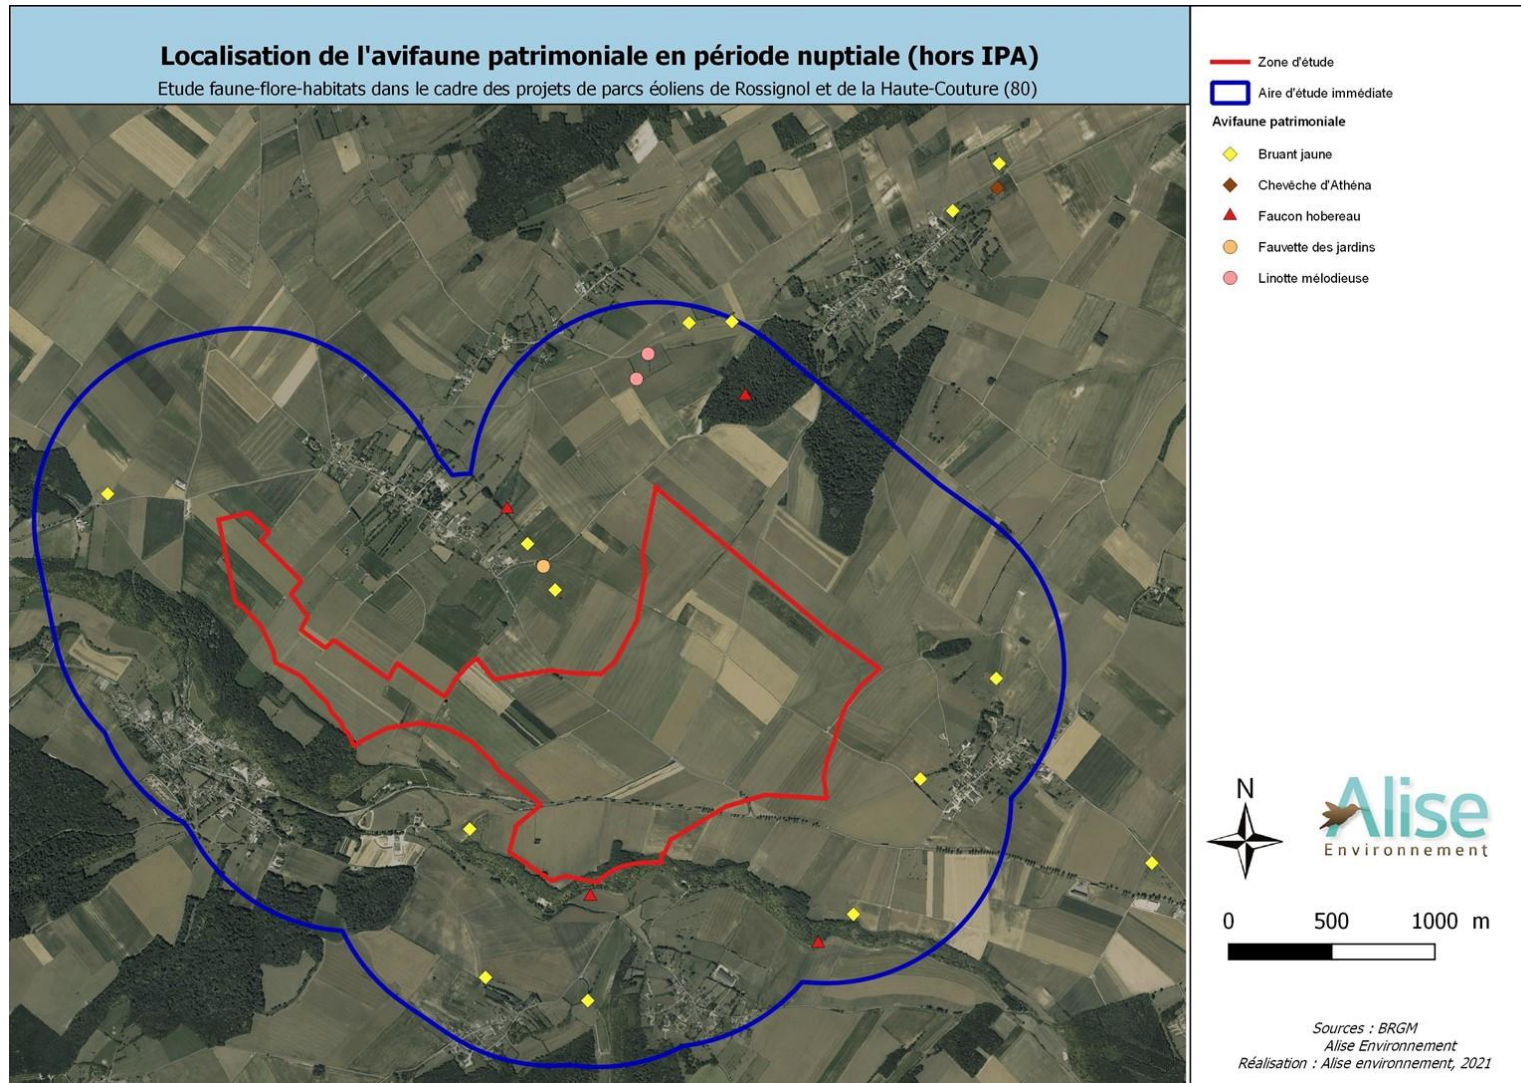 Localisation de l'avifaune patrimoniale en période nuptiale (hors IPA)
Etude faune-flore-habitats dans le cadre des projets de parcs éoliens de Rossignol et de la Haute-Couture (80)
Zone d'étude
Aire d'étude immédiate
Avifaune patrimoniale
Bruant jaune
Chevêche d'Athéna
Faucon hobereau
Fauvette des jardins
Linotte mélodieuse
N
Alise
Environnement
0 500 1000 m
Sources : BRGM
Alise Environnement
Réalisation : Alise environnement, 2021